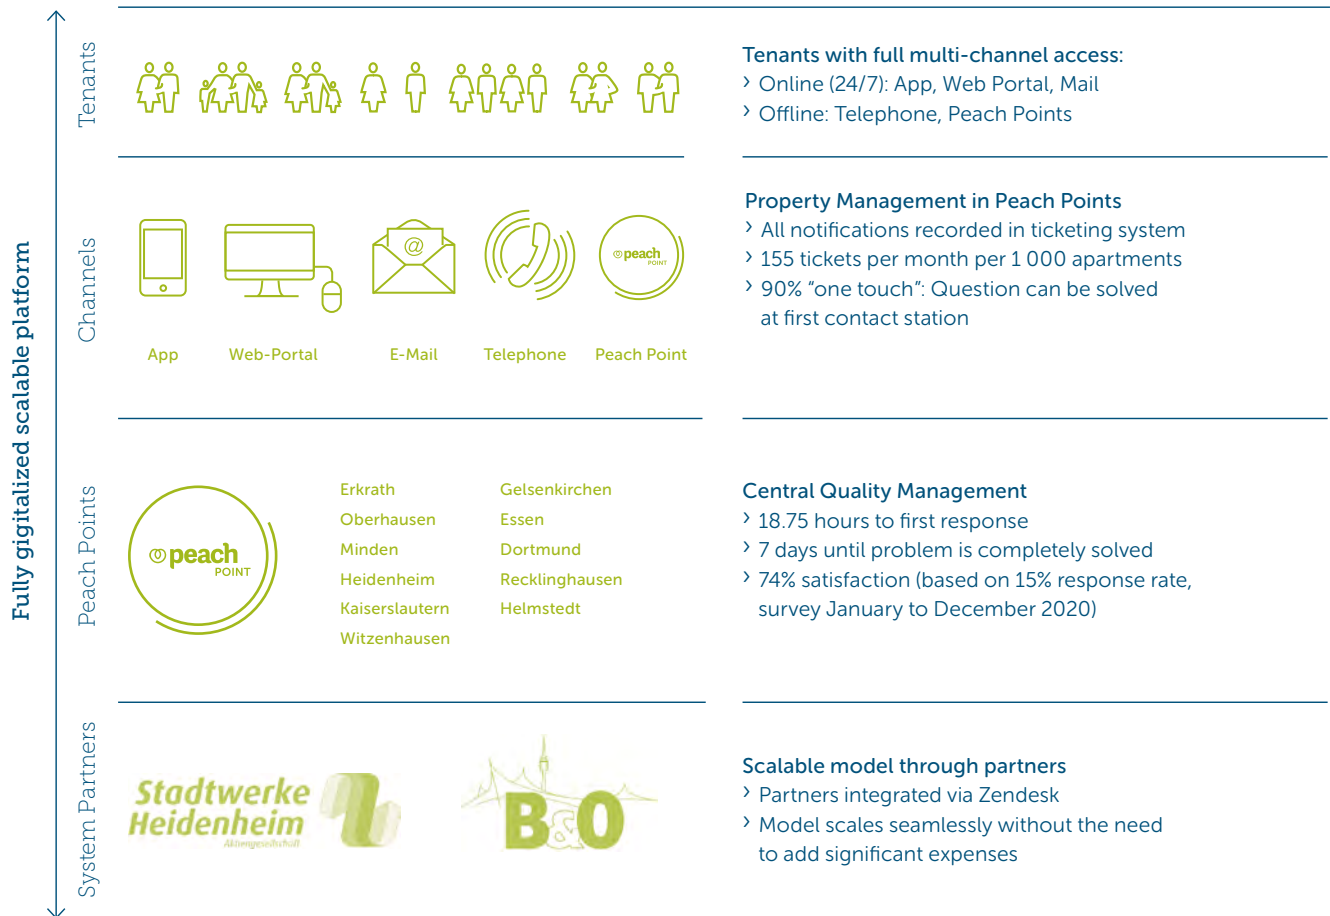 Fully gigitalized scalable platform
Tenants
Tenants with full multi-channel access:
› Online (24/7): App, Web Portal, Mail
› Offline: Telephone, Peach Points
Channels
@
peach
POINT
App
Web-Portal
E-Mail
Telephone
Peach Point
Property Management in Peach Points
› All notifications recorded in ticketing system
› 155 tickets per month per 1 000 apartments
› 90% “one touch”: Question can be solved
at first contact station
Peach Points
peach
POINT
Erkrath
Oberhausen
Minden
Heidenheim
Kaiserslautern
Witzenhausen
Gelsenkirchen
Essen
Dortmund
Recklinghausen
Helmstedt
Central Quality Management
› 18.75 hours to first response
› 7 days until problem is completely solved
› 74% satisfaction (based on 15% response rate,
survey January to December 2020)
System Partners
Stadtwerke
Heidenheim
Aktiengesellschaft
B&O
Scalable model through partners
› Partners integrated via Zendesk
› Model scales seamlessly without the need
to add significant expenses